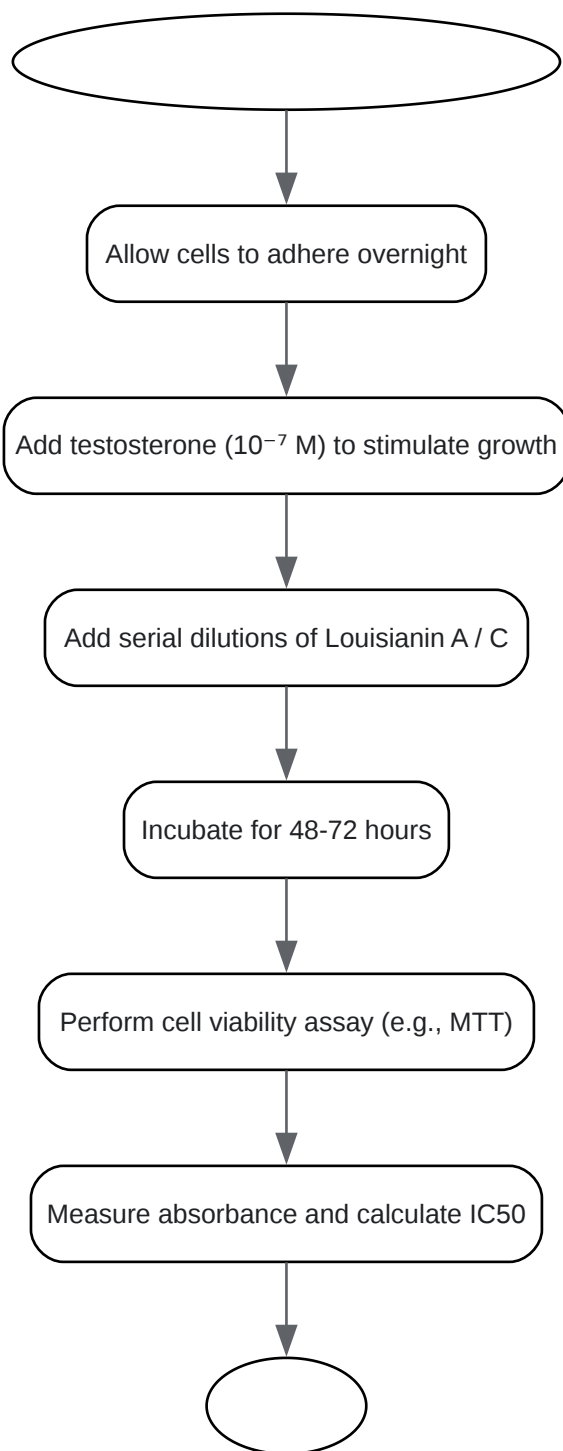 Allow cells to adhere overnight
Add testosterone (10⁻⁷ M) to stimulate growth
Add serial dilutions of Louisianin A / C
Incubate for 48-72 hours
Perform cell viability assay (e.g., MTT)
Measure absorbance and calculate IC50